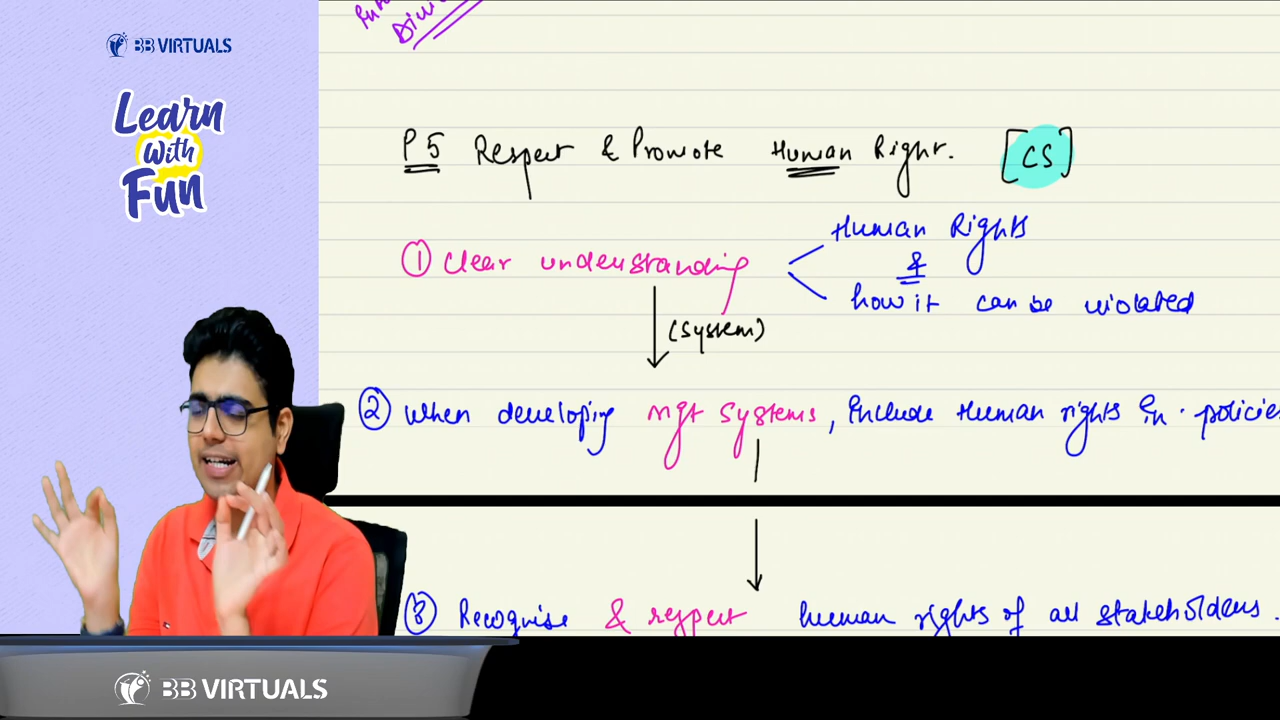 BB VIRTUALS
Learn
With
Fun
P5 Respect & Promote Human Right. [CS]
① Clear understanding
Human Rights
&
how it can be violated
(System)
② When developing mgt systems, include Human rights in policies
③ Recognise & respect human rights of all stakeholders.
BB VIRTUALS